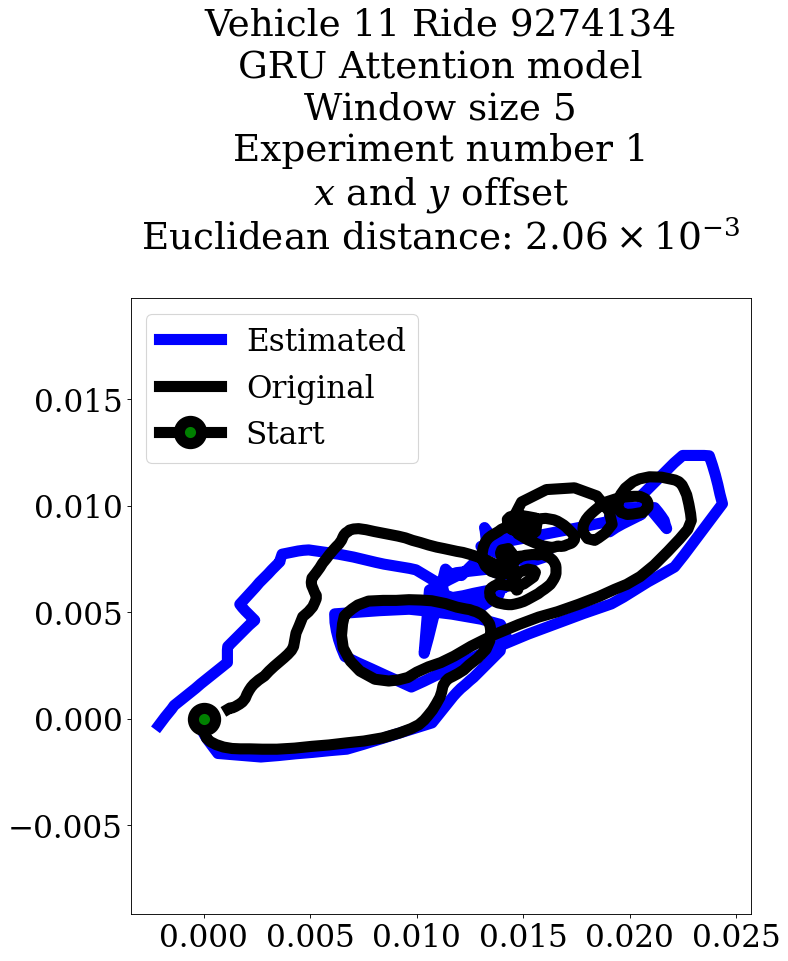 Vehicle 11 Ride 9274134
GRU Attention model
Window size 5
Experiment number 1
x and y offset
Euclidean distance: 2.06 × 10⁻³
Estimated
Original
Start
0.015
0.010
0.005
0.000
−0.005
0.000 0.005 0.010 0.015 0.020 0.025